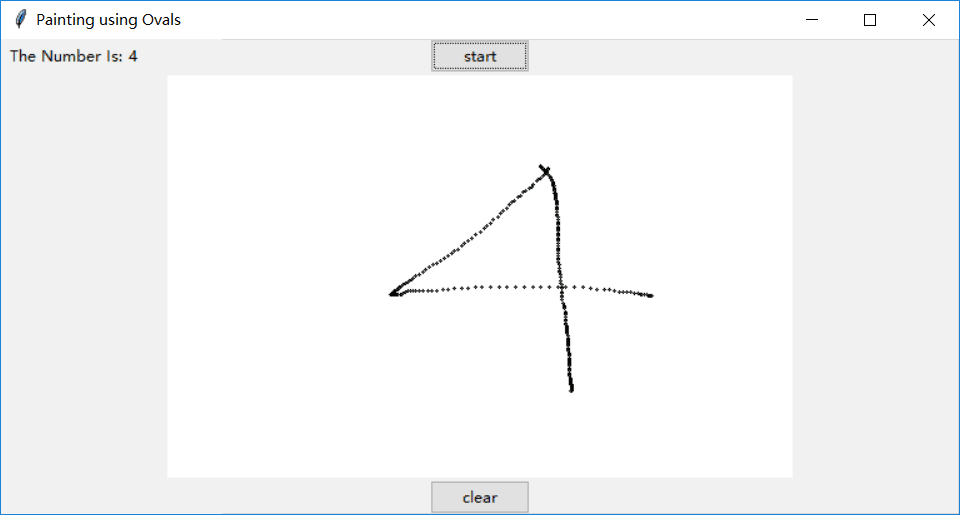 Painting using Ovals
The Number Is: 4
start
4
clear